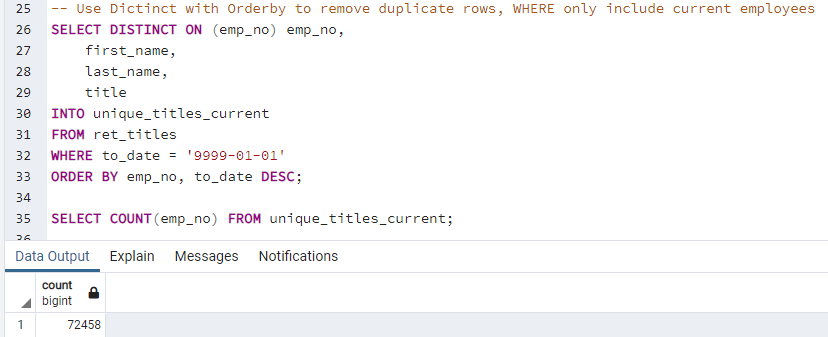 25 -- Use Dictinct with Orderby to remove duplicate rows, WHERE only include current employees
26 SELECT DISTINCT ON (emp_no) emp_no,
27 first_name,
28 last_name,
29 title
30 INTO unique_titles_current
31 FROM ret_titles
32 WHERE to_date = '9999-01-01'
33 ORDER BY emp_no, to_date DESC;
34
35 SELECT COUNT(emp_no) FROM unique_titles_current;
36
Data Output Explain Messages Notifications
count
bigint
1 72458